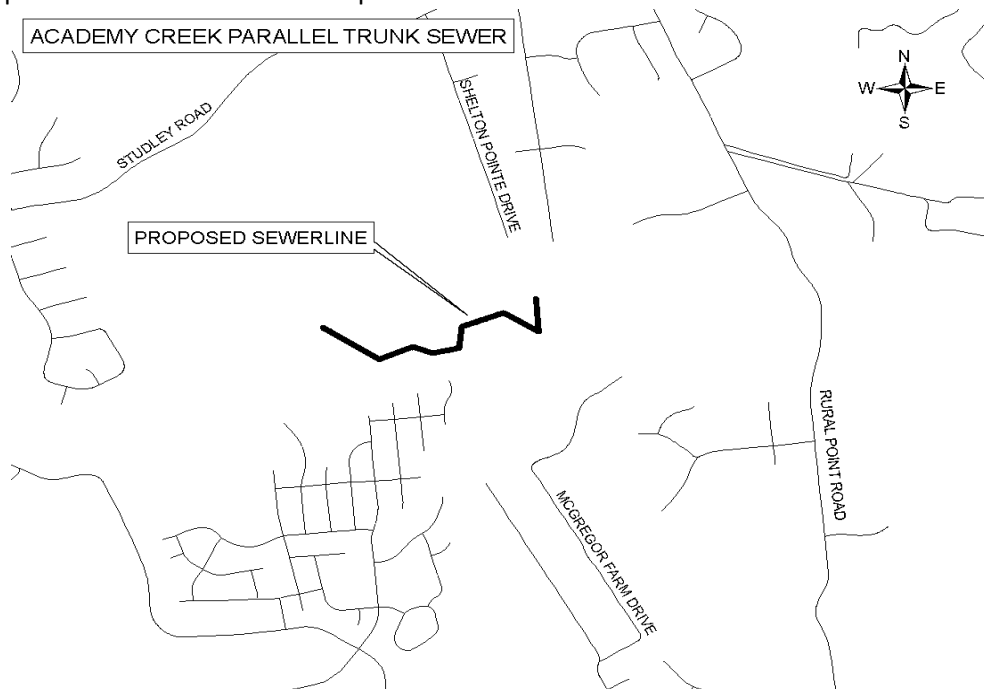 ACADEMY CREEK PARALLEL TRUNK SEWER
N
W E
S
STUDLEY ROAD
SHELTON POINTE DRIVE
PROPOSED SEWERLINE
RURAL POINT ROAD
MCGREGOR FARM DRIVE